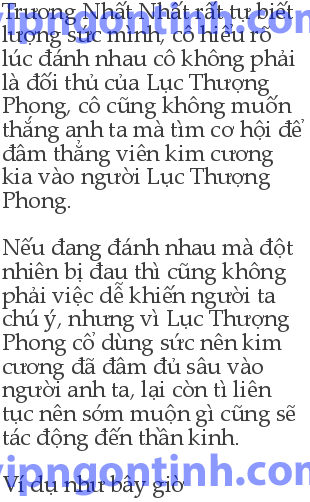 Trương Nhất Nhất rất tự biết
lượng sức mình, cô hiểu rõ
lúc đánh nhau cô không phải
là đối thủ của Lục Thượng
Phong, cô cũng không muốn
thắng anh ta mà tìm cơ hội để
đâm thẳng viên kim cương
kia vào người Lục Thượng
Phong.
Nếu đang đánh nhau mà đột
nhiên bị đau thì cũng không
phải việc dễ khiến người ta
chú ý, nhưng vì Lục Thượng
Phong cố dùng sức nên kim
cương đã đâm đủ sâu vào
người anh ta, lại còn tì liên
tục nên sớm muộn gì cũng sẽ
tác động đến thần kinh.
vipngontinh.com
Ví dụ như bây giờ